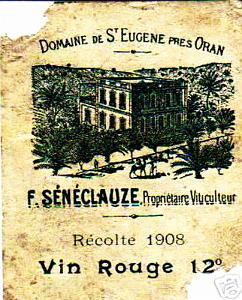 DOMAINE DE Sᵀ EUGENE PRES ORAN
F. SÉNÉCLAUZE, Propriétaire Viticulteur
Récolte 1908
Vin Rouge 12°